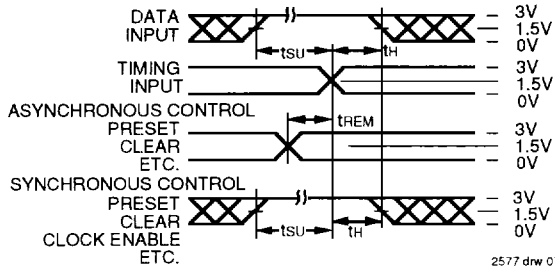 DATA
INPUT
tSU
tH
3V
1.5V
0V
TIMING
INPUT
3V
1.5V
0V
ASYNCHRONOUS CONTROL
PRESET
CLEAR
ETC.
tREM
3V
1.5V
0V
SYNCHRONOUS CONTROL
PRESET
CLEAR
CLOCK ENABLE
ETC.
tSU
tH
3V
1.5V
0V
2577 drw 0